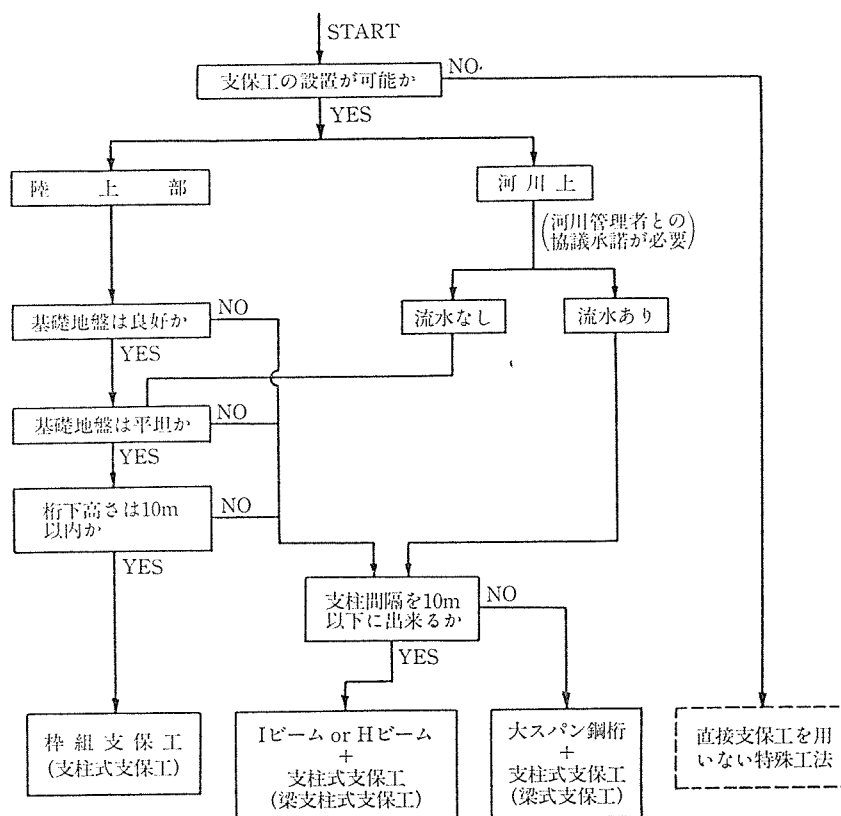 START
支保工の設置が可能か
NO
YES
陸上部
河川上
(河川管理者との
協議承諾が必要)
基礎地盤は良好か
NO
流水なし
流水あり
YES
基礎地盤は平坦か
NO
YES
桁下高さは10m
以内か
NO
YES
支柱間隔を10m
以下に出来るか
NO
YES
枠組支保工
(支柱式支保工)
Iビーム or Hビーム
+
支柱式支保工
(梁支柱式支保工)
大スパン鋼桁
+
支柱式支保工
(梁式支保工)
直接支保工を用
いない特殊工法